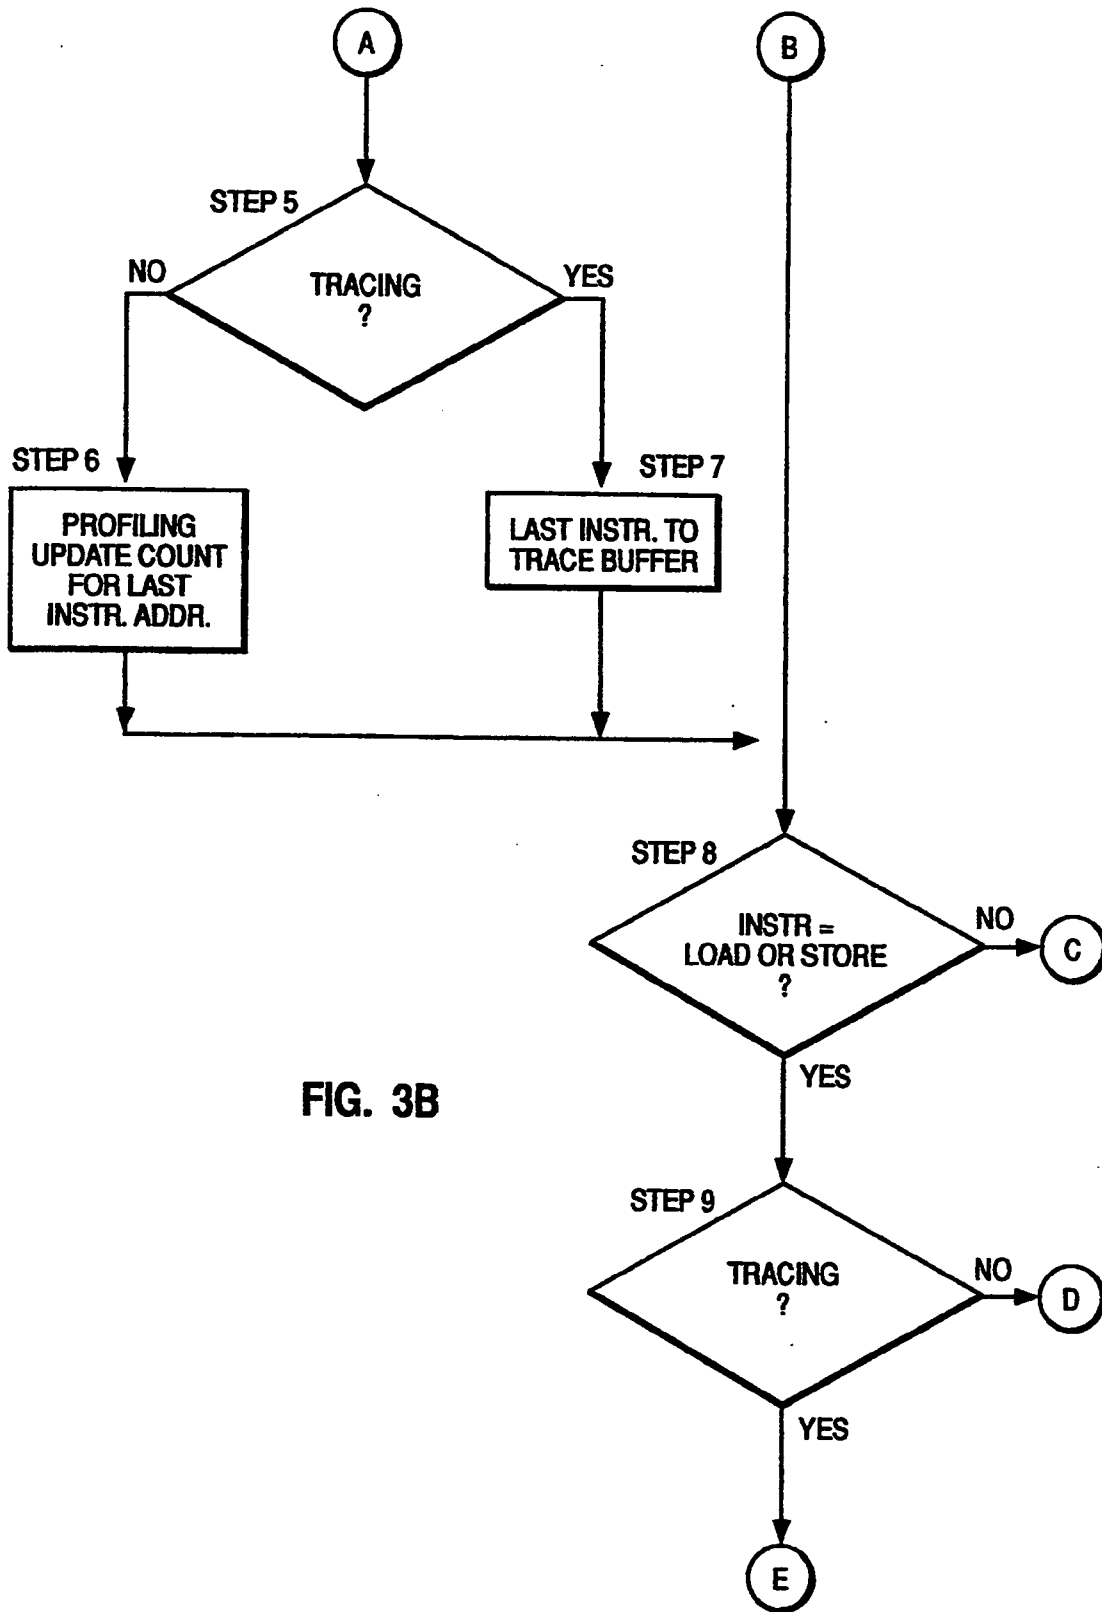 A
B
STEP 5
NO
TRACING
?
YES
STEP 6
PROFILING
UPDATE COUNT
FOR LAST
INSTR. ADDR.
STEP 7
LAST INSTR. TO
TRACE BUFFER
STEP 8
INSTR =
LOAD OR STORE
?
NO
C
YES
FIG. 3B
STEP 9
TRACING
?
NO
D
YES
E